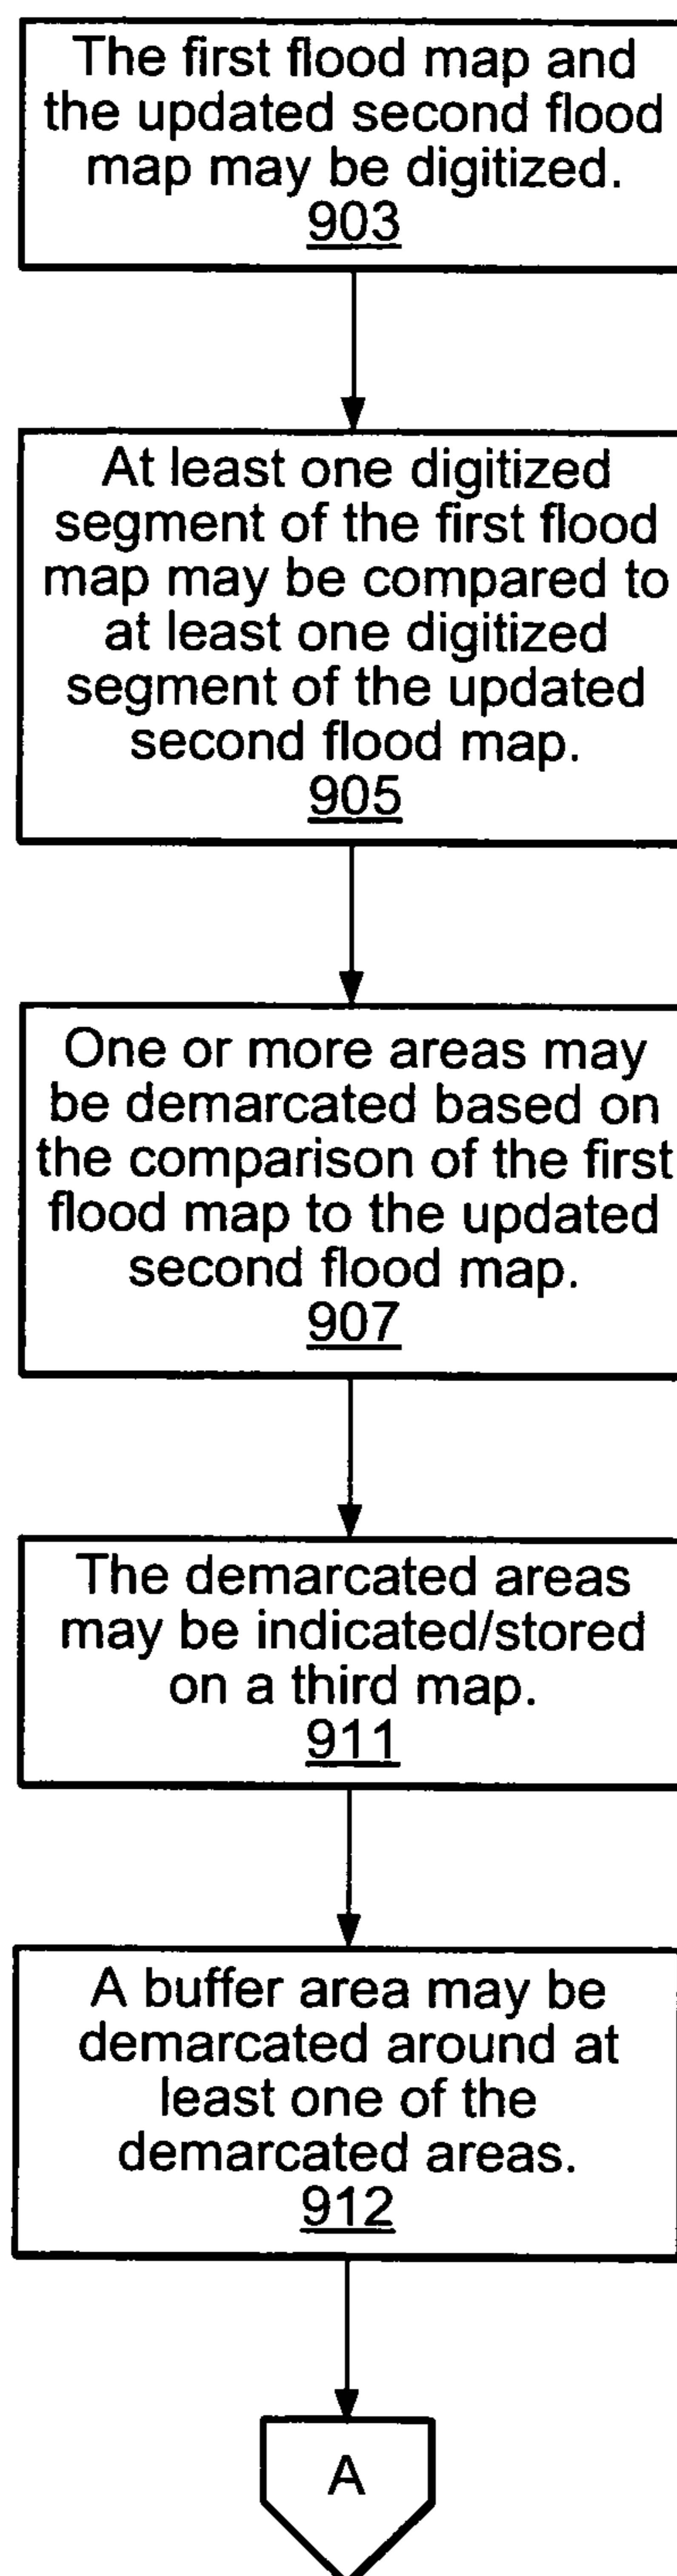 The first flood map and
the updated second flood
map may be digitized.
903
At least one digitized
segment of the first flood
map may be compared to
at least one digitized
segment of the updated
second flood map.
905
One or more areas may
be demarcated based on
the comparison of the first
flood map to the updated
second flood map.
907
The demarcated areas
may be indicated/stored
on a third map.
911
A buffer area may be
demarcated around at
least one of the
demarcated areas.
912
A